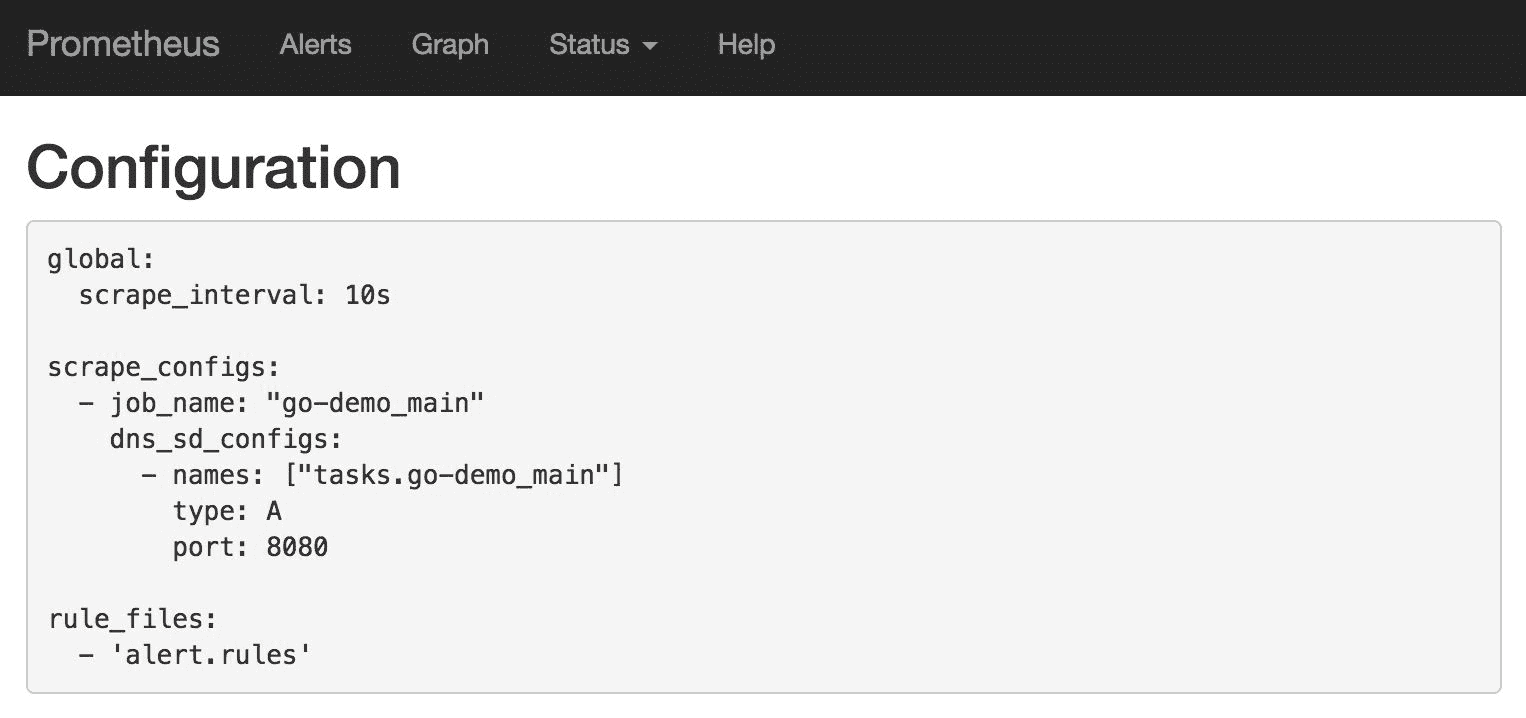 Prometheus Alerts Graph Status Help
Configuration
global:
  scrape_interval: 10s

scrape_configs:
  - job_name: "go-demo_main"
    dns_sd_configs:
      - names: ["tasks.go-demo_main"]
        type: A
        port: 8080

rule_files:
  - 'alert.rules'